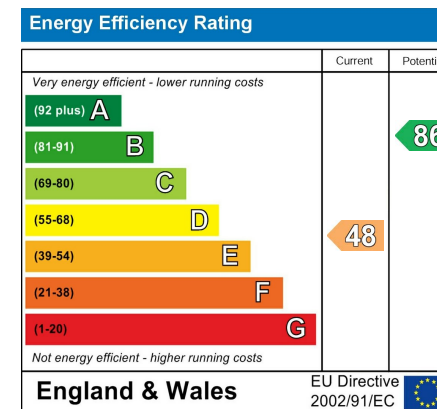 Energy Efficiency Rating
Current Potenti
Very energy efficient - lower running costs
(92 plus) A
(81-91) B
86
(69-80) C
(55-68) D
48
(39-54) E
(21-38) F
(1-20) G
Not energy efficient - higher running costs
England & Wales
EU Directive
2002/91/EC